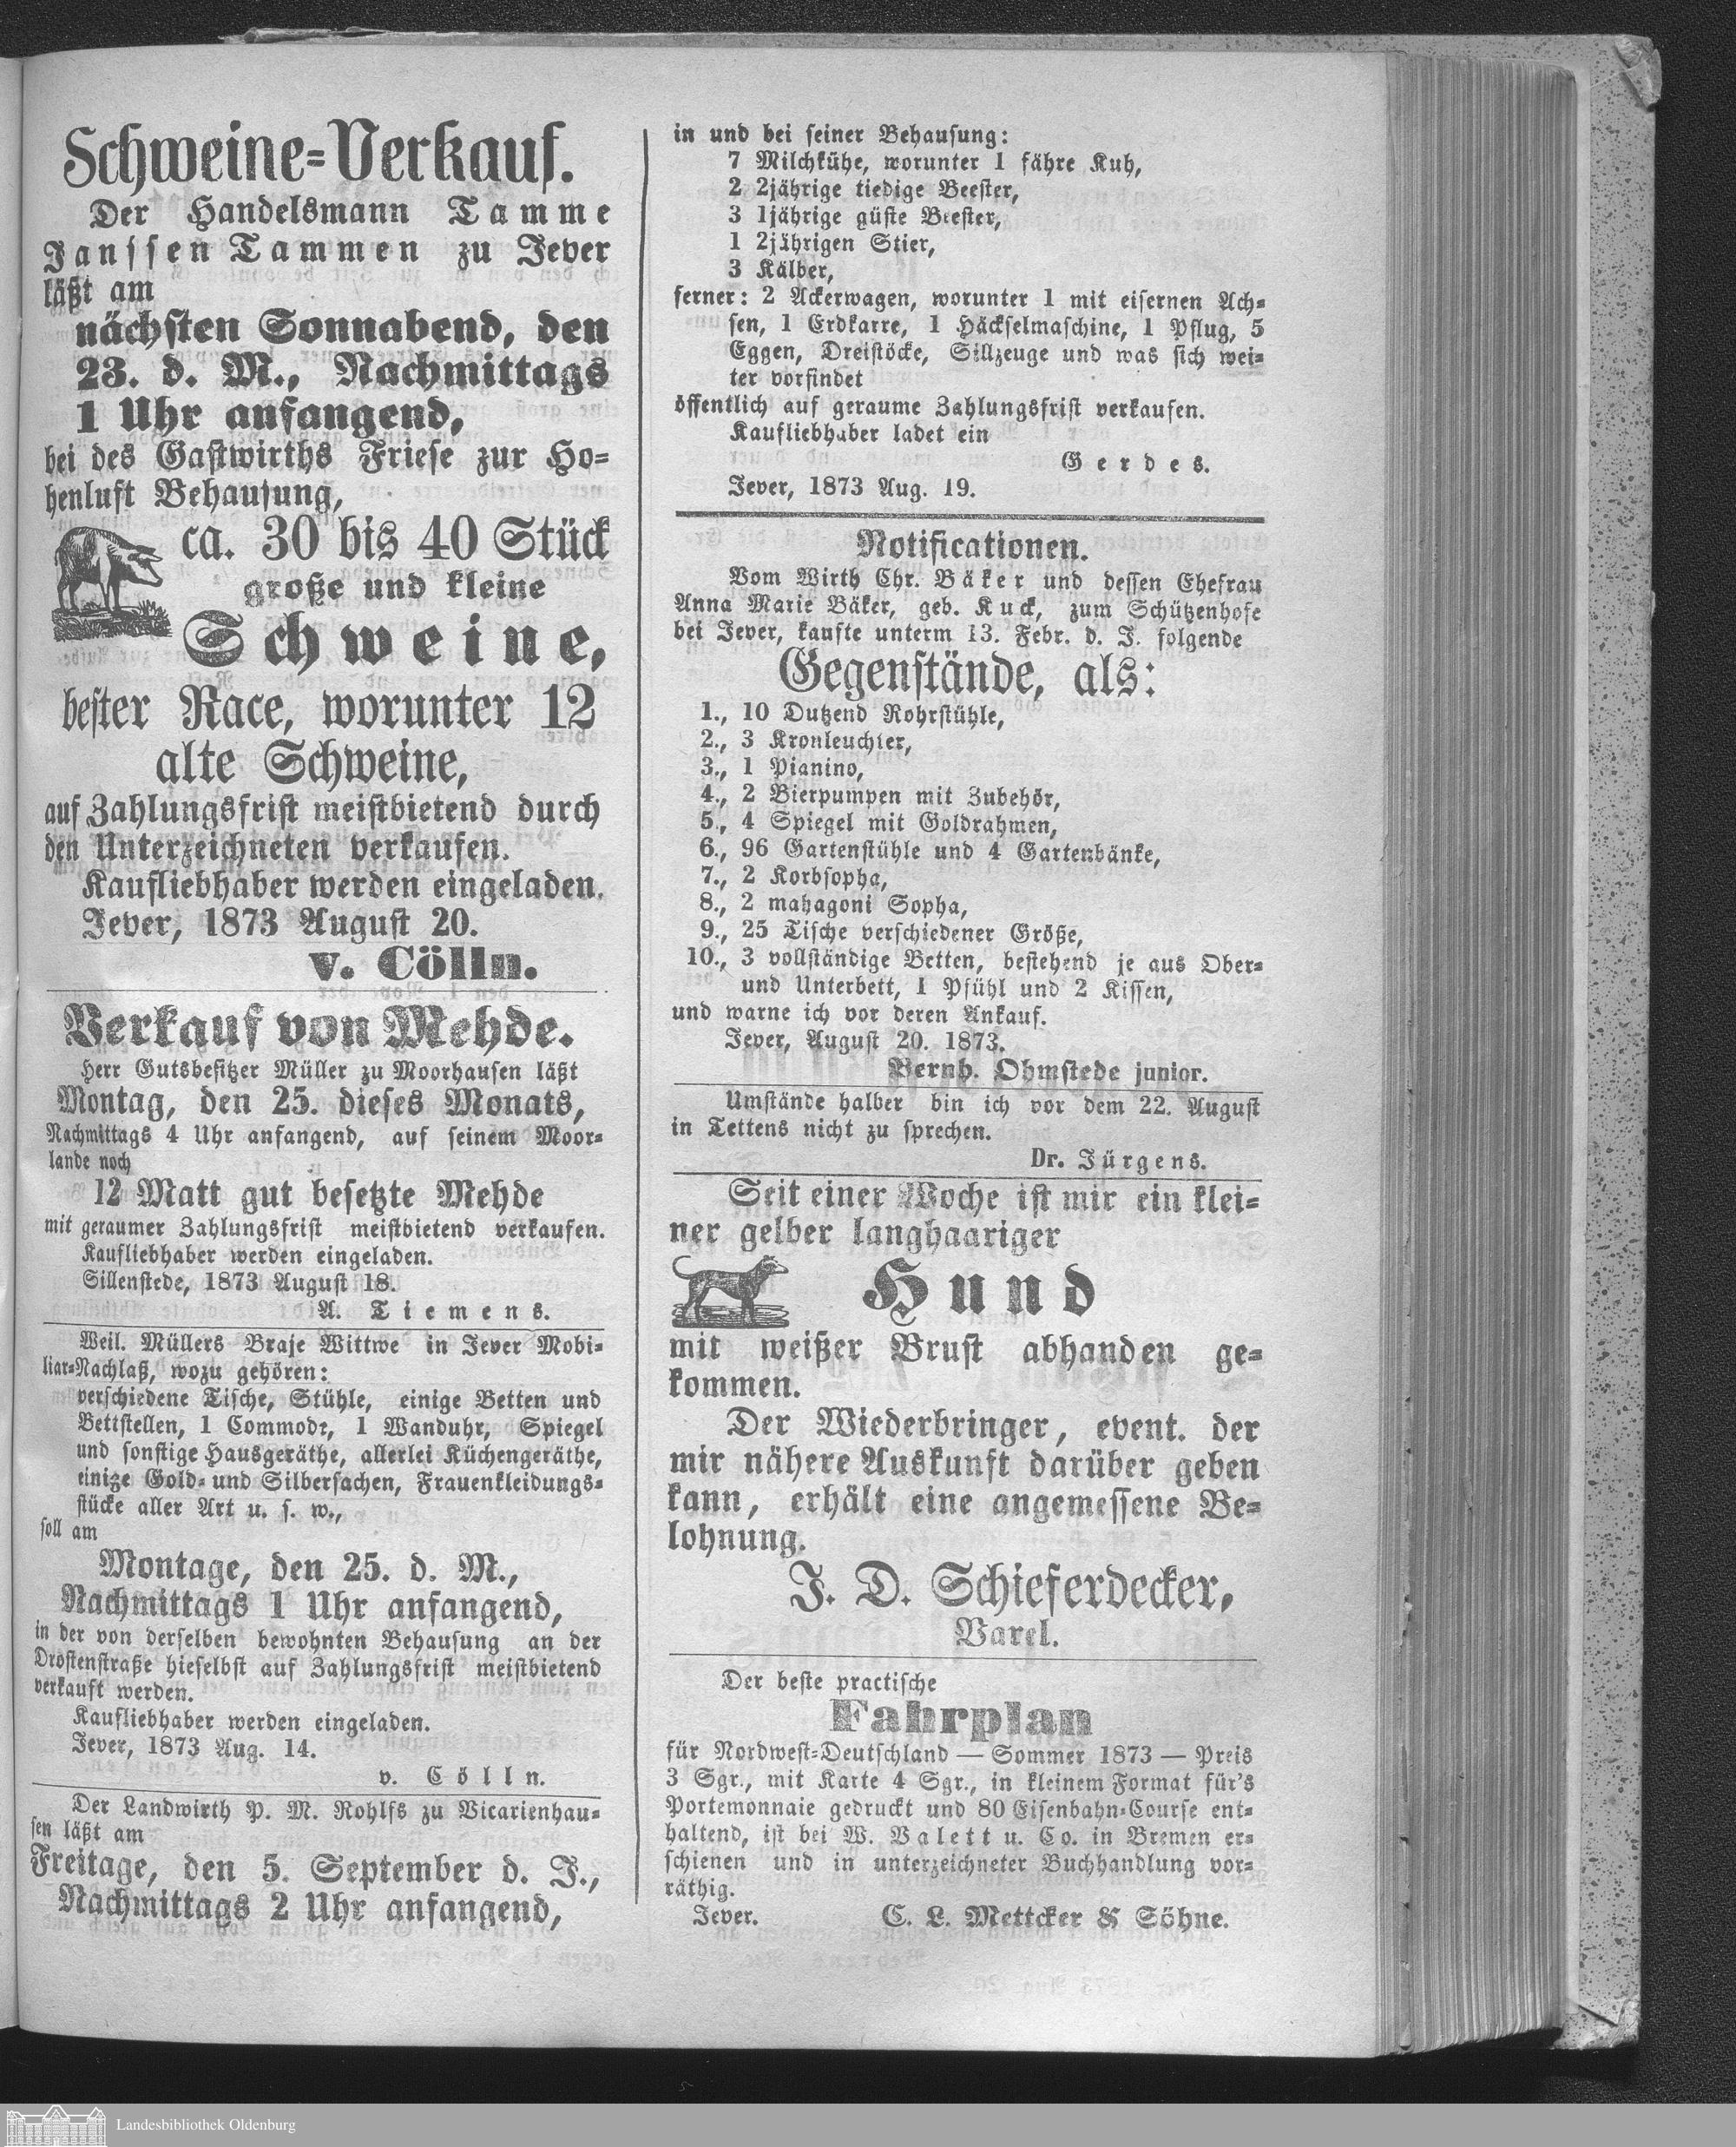 Schweine-Verkauf.
Der Handelsmann Tamme
Janssen Tammen zu Jever
läßt am
nächsten Sonnabend, den
23. d. M., Nachmittags
1 Uhr anfangend,
bei des Gastwirths Friese zur Ho-
henluft Behausung,
ca. 30 bis 40 Stück
große und kleine
Schweine,
bester Race, worunter 12
alte Schweine,
auf Zahlungsfrist meistbietend durch
den Unterzeichneten verkaufen.
Kaufliebhaber werden eingeladen.
Jever, 1873 August 20.
v. Cölln.
Verkauf von Mehde.
Herr Gutsbesitzer Müller zu Moorhausen läßt
Montag, den 25. dieses Monats,
Nachmittags 4 Uhr anfangend, auf seinem Moor-
lande noch
12 Matt gut besetzte Mehde
mit geraumer Zahlungsfrist meistbietend verkaufen.
Kaufliebhaber werden eingeladen.
Sillenstede, 1873 August 18.
A. Tiemens.
Weil. Müllers Braje Wittwe in Jever Mobi-
liar-Nachlaß, wozu gehören:
verschiedene Tische, Stühle, einige Betten und
Bettstellen, 1 Commode, 1 Wanduhr, Spiegel
und sonstige Hausgeräthe, allerlei Küchengeräthe,
einige Gold- und Silbersachen, Frauenkleidungs-
stücke aller Art u. s. w.,
soll am
Montage, den 25. d. M.,
Nachmittags 1 Uhr anfangend,
in der von derselben bewohnten Behausung an der
Drostenstraße hieselbst auf Zahlungsfrist meistbietend
verkauft werden.
Kaufliebhaber werden eingeladen.
Jever, 1873 Aug. 14.
v. Cölln.
Der Landwirth P. M. Rohlfs zu Vicarienhau-
sen läßt am
Freitage, den 5. September d. J.,
Nachmittags 2 Uhr anfangend,
in und bei seiner Behausung:
7 Milchkühe, worunter 1 fähre Kuh,
2 2jährige tiedige Beester,
3 1jährige güste Beester,
1 2jährigen Stier,
3 Kälber,
ferner: 2 Ackerwagen, worunter 1 mit eisernen Ach-
sen, 1 Erdkarre, 1 Häckselmaschine, 1 Pflug, 5
Eggen, Dreistöcke, Sillzeuge und was sich wei-
ter vorfindet
öffentlich auf geraume Zahlungsfrist verkaufen.
Kaufliebhaber ladet ein
Gerdes.
Jever, 1873 Aug. 19.
Notificationen.
Vom Wirth Chr. Bäker und dessen Ehefrau
Anna Marie Bäker, geb. Kuck, zum Schützenhofe
bei Jever, kaufte unterm 13. Febr. d. J. folgende
Gegenstände, als:
1., 10 Dutzend Rohrstühle,
2., 3 Kronleuchter,
3., 1 Pianino,
4., 2 Bierpumpen mit Zubehör,
5., 4 Spiegel mit Goldrahmen,
6., 96 Gartenstühle und 4 Gartenbänke,
7., 2 Korbsopha,
8., 2 mahagoni Sopha,
9., 25 Tische verschiedener Größe,
10., 3 vollständige Betten, bestehend je aus Ober-
und Unterbett, 1 Pfühl und 2 Kissen,
und warne ich vor deren Ankauf.
Jever, August 20. 1873.
Bernh. Ohmstede junior.
Umstände halber bin ich vor dem 22. August
in Tettens nicht zu sprechen.
Dr. Jürgens.
Seit einer Woche ist mir ein klei-
ner gelber langhaariger
Hund
mit weißer Brust abhanden ge-
kommen.
Der Wiederbringer, event. der
mir nähere Auskunft darüber geben
kann, erhält eine angemessene Be-
lohnung.
J. D. Schieferdecker,
Varel.
Der beste practische
Fahrplan
für Nordwest-Deutschland — Sommer 1873 — Preis
3 Sgr., mit Karte 4 Sgr., in kleinem Format für's
Portemonnaie gedruckt und 80 Eisenbahn-Course ent-
haltend, ist bei W. Valett u. Co. in Bremen er-
schienen und in unterzeichneter Buchhandlung vor-
räthig.
Jever. C. L. Mettcker & Söhne.
Landesbibliothek Oldenburg